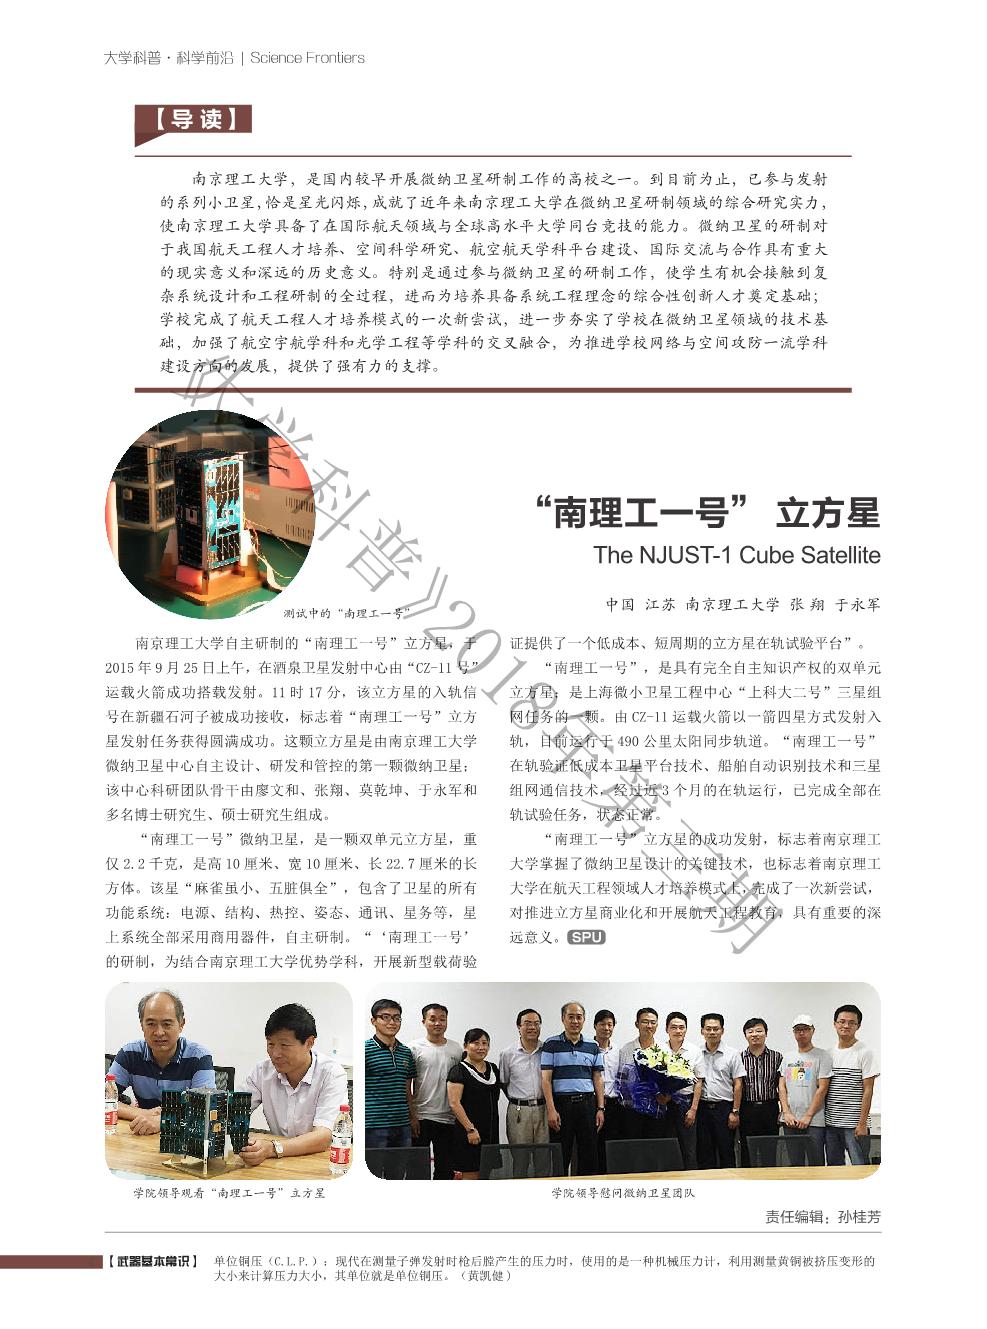 大学科普·科学前沿 | Science Frontiers
【导 读】
南京理工大学，是国内较早开展微纳卫星研制工作的高校之一。到目前为止，已参与发射
的系列小卫星，恰是星光闪烁，成就了近年来南京理工大学在微纳卫星研制领域的综合研究实力，
使南京理工大学具备了在国际航天领域与全球高水平大学同台竞技的能力。微纳卫星的研制对
于我国航天工程人才培养、空间科学研究、航空航天学科平台建设、国际交流与合作具有重大
的现实意义和深远的历史意义。特别是通过参与微纳卫星的研制工作，使学生有机会接触到复
杂系统设计和工程研制的全过程，进而为培养具备系统工程理念的综合性创新人才奠定基础；
学校完成了航天工程人才培养模式的一次新尝试，进一步夯实了学校在微纳卫星领域的技术基
础，加强了航空宇航学科和光学工程等学科的交叉融合，为推进学校网络与空间攻防一流学科
建设方向的发展，提供了强有力的支撑。
“南理工一号” 立方星
The NJUST-1 Cube Satellite
中国 江苏 南京理工大学 张 翔 于永军
测试中的“南理工一号”
南京理工大学自主研制的“南理工一号”立方星，于
2015 年 9 月 25 日上午，在酒泉卫星发射中心由“CZ-11 号”
运载火箭成功搭载发射。11 时 17 分，该立方星的入轨信
号在新疆石河子被成功接收，标志着“南理工一号”立方
星发射任务获得圆满成功。这颗立方星是由南京理工大学
微纳卫星中心自主设计、研发和管控的第一颗微纳卫星；
该中心科研团队骨干由廖文和、张翔、莫乾坤、于永军和
多名博士研究生、硕士研究生组成。
“南理工一号”微纳卫星，是一颗双单元立方星，重
仅 2.2 千克，是高 10 厘米、宽 10 厘米、长 22.7 厘米的长
方体。该星“麻雀虽小、五脏俱全”，包含了卫星的所有
功能系统：电源、结构、热控、姿态、通讯、星务等，星
上系统全部采用商用器件，自主研制。“‘南理工一号’
的研制，为结合南京理工大学优势学科，开展新型载荷验
证提供了一个低成本、短周期的立方星在轨试验平台”。
“南理工一号”，是具有完全自主知识产权的双单元
立方星；是上海微小卫星工程中心“上科大二号”三星组
网任务的一颗。由 CZ-11 运载火箭以一箭四星方式发射入
轨，目前运行于 490 公里太阳同步轨道。“南理工一号”
在轨验证低成本卫星平台技术、船舶自动识别技术和三星
组网通信技术，经过近 3 个月的在轨运行，已完成全部在
轨试验任务，状态正常。
“南理工一号”立方星的成功发射，标志着南京理工
大学掌握了微纳卫星设计的关键技术，也标志着南京理工
大学在航天工程领域人才培养模式上，完成了一次新尝试，
对推进立方星商业化和开展航天工程教育，具有重要的深
远意义。SPU
学院领导观看“南理工一号”立方星
学院领导慰问微纳卫星团队
责任编辑：孙桂芳
【武器基本常识】 单位铜压（C.L.P.）：现代在测量子弹发射时枪后膛产生的压力时，使用的是一种机械压力计，利用测量黄铜被挤压变形的
大小来计算压力大小，其单位就是单位铜压。（黄凯健）
《大学科普》2018年第三期